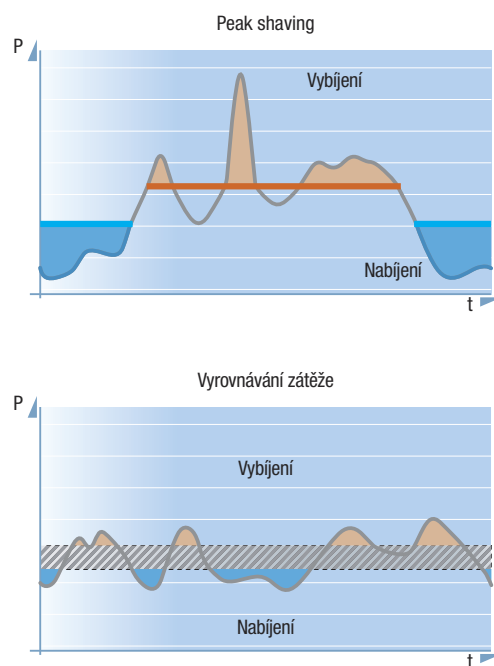 Peak shaving
P
Vybíjení
Nabíjení
t
Vyrovnávání zátěže
P
Vybíjení
Nabíjení
t